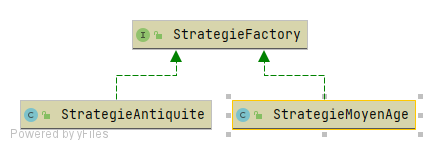 I StrategieFactory
C StrategieAntiquite
C StrategieMoyenAge
Powered by yFiles